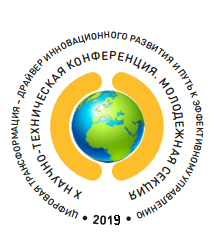 ЦИФРОВАЯ ТРАНСФОРМАЦИЯ – ДРАЙВЕР ИННОВАЦИОННОГО РАЗВИТИЯ И ПУТЬ К ЭФФЕКТИВНОМУ УПРАВЛЕНИЮ
X НАУЧНО-ТЕХНИЧЕСКАЯ КОНФЕРЕНЦИЯ. МОЛОДЕЖНАЯ СЕКЦИЯ
• 2019 •